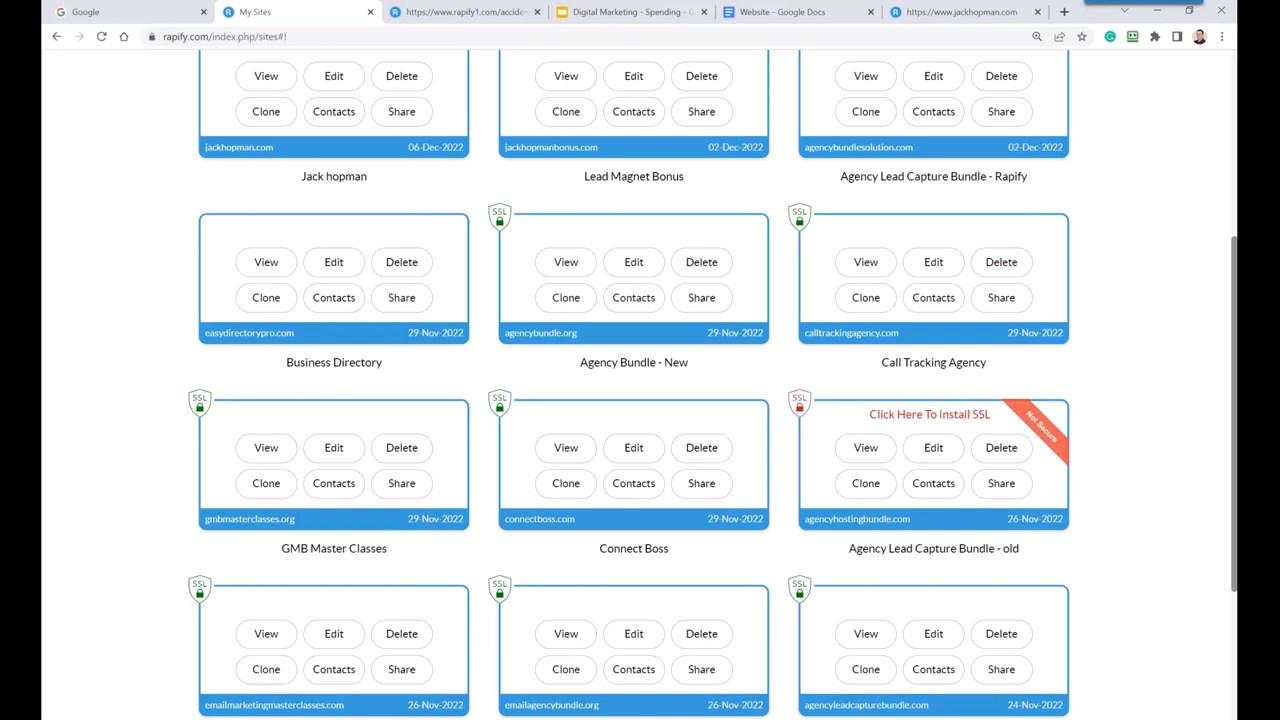 Google
My Sites
https://www.rapify1.com/acciden
Digital Marketing - Spending - G
Website - Google Docs
https://www.jackhopman.com
rapify.com/index.php/sites#!
View Edit Delete View Edit Delete View Edit Delete
Clone Contacts Share Clone Contacts Share Clone Contacts Share
jackhopman.com 06-Dec-2022 jackhopmanbonus.com 02-Dec-2022 agencybundlesolution.com 02-Dec-2022
Jack hopman Lead Magnet Bonus Agency Lead Capture Bundle - Rapify
SSL SSL
View Edit Delete View Edit Delete View Edit Delete
Clone Contacts Share Clone Contacts Share Clone Contacts Share
easydirectorypro.com 29-Nov-2022 agencybundle.org 29-Nov-2022 calltrackingagency.com 29-Nov-2022
Business Directory Agency Bundle - New Call Tracking Agency
SSL SSL SSL
Click Here To Install SSL Not Secure
View Edit Delete View Edit Delete View Edit Delete
Clone Contacts Share Clone Contacts Share Clone Contacts Share
gmbmasterclasses.org 29-Nov-2022 connectboss.com 29-Nov-2022 agencyhostingbundle.com 26-Nov-2022
GMB Master Classes Connect Boss Agency Lead Capture Bundle - old
SSL SSL SSL
View Edit Delete View Edit Delete View Edit Delete
Clone Contacts Share Clone Contacts Share Clone Contacts Share
emailmarketingmasterclasses.com 26-Nov-2022 emailagencybundle.org 26-Nov-2022 agencyleadcapturebundle.com 24-Nov-2022